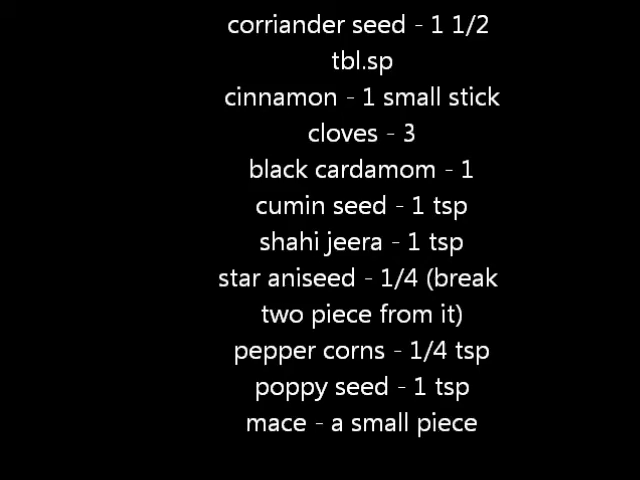 corriander seed - 1 1/2
tbl.sp
cinnamon - 1 small stick
cloves - 3
black cardamom - 1
cumin seed - 1 tsp
shahi jeera - 1 tsp
star aniseed - 1/4 (break
two piece from it)
pepper corns - 1/4 tsp
poppy seed - 1 tsp
mace - a small piece